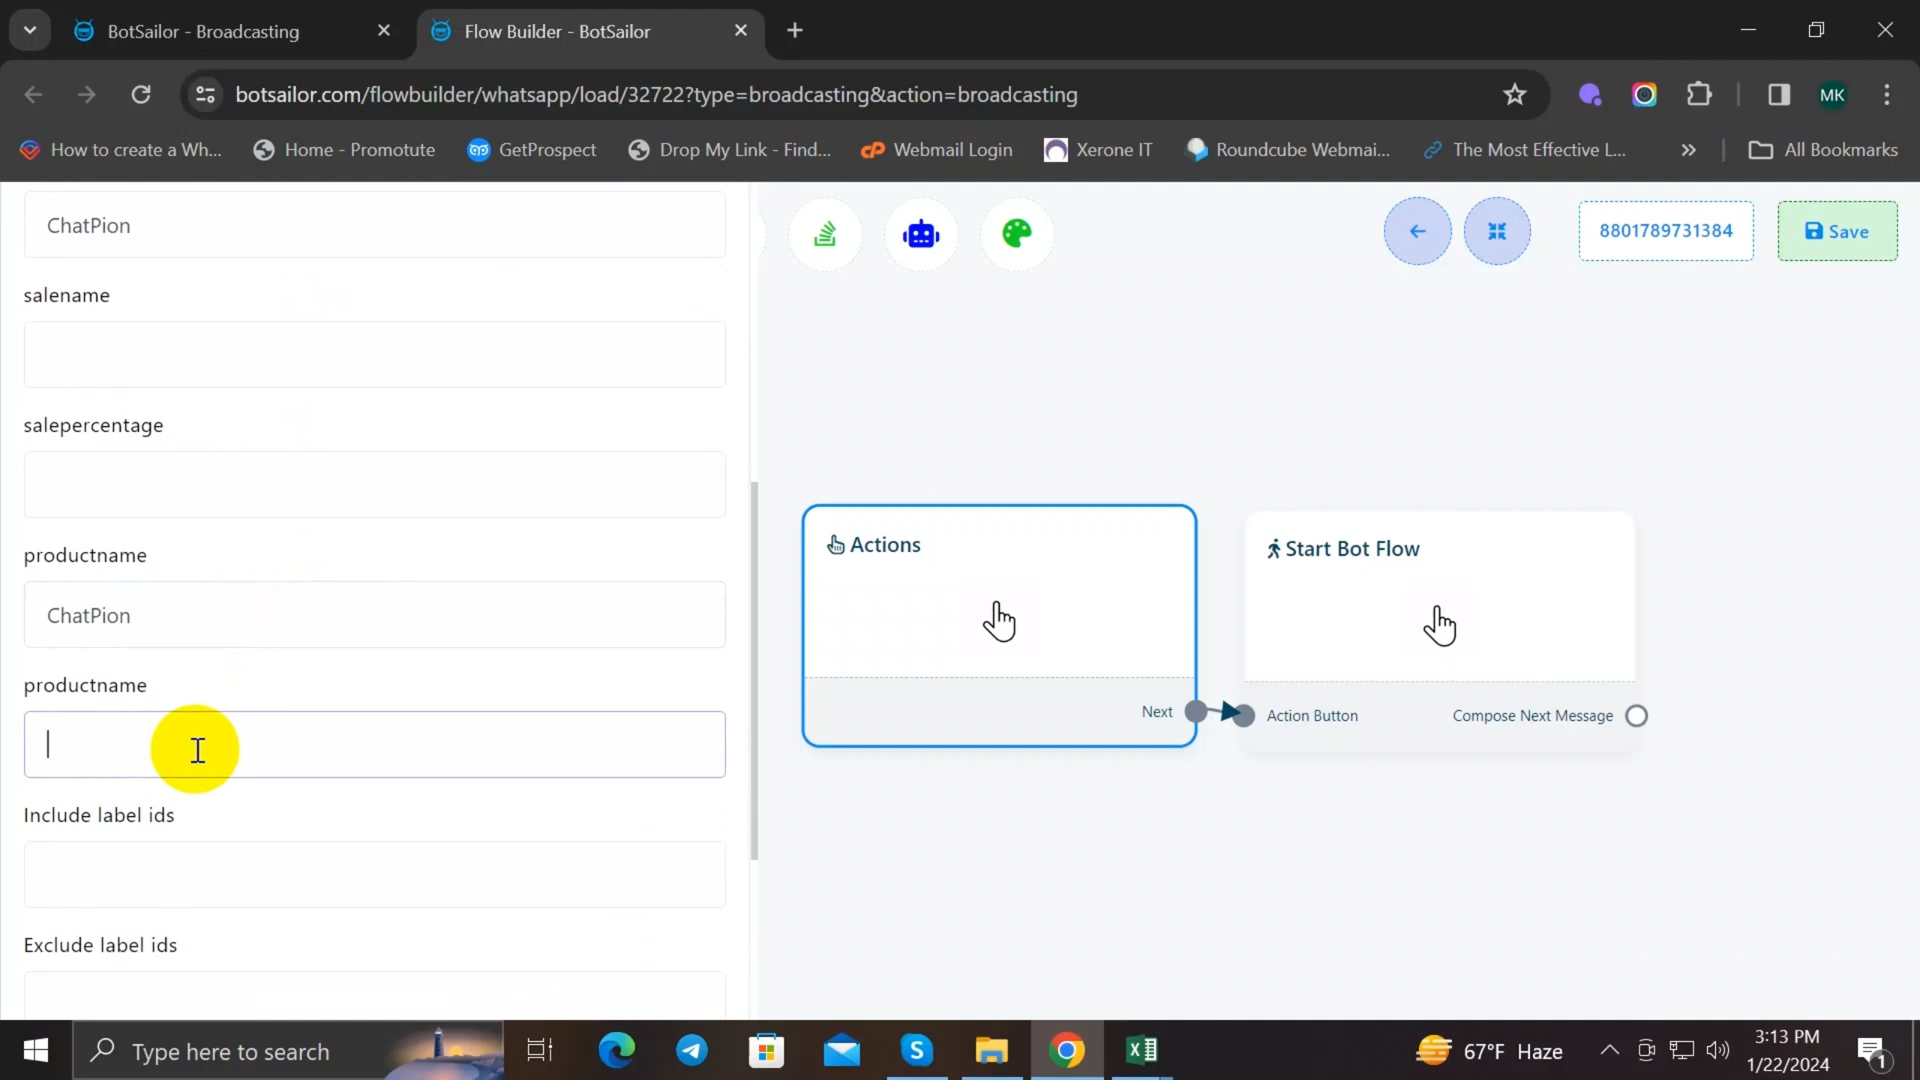 BotSailor - Broadcasting
Flow Builder - BotSailor
botsailor.com/flowbuilder/whatsapp/load/32722?type=broadcasting&action=broadcasting
MK
How to create a Wh...
Home - Promotute
GetProspect
Drop My Link - Find...
Webmail Login
Xerone IT
Roundcube Webmai...
The Most Effective L...
All Bookmarks
ChatPion
salename
salepercentage
productname
ChatPion
productname
Include label ids
Exclude label ids
8801789731384
Save
Actions
Next
Start Bot Flow
Action Button
Compose Next Message
Type here to search
67°F Haze
3:13 PM
1/22/2024
1